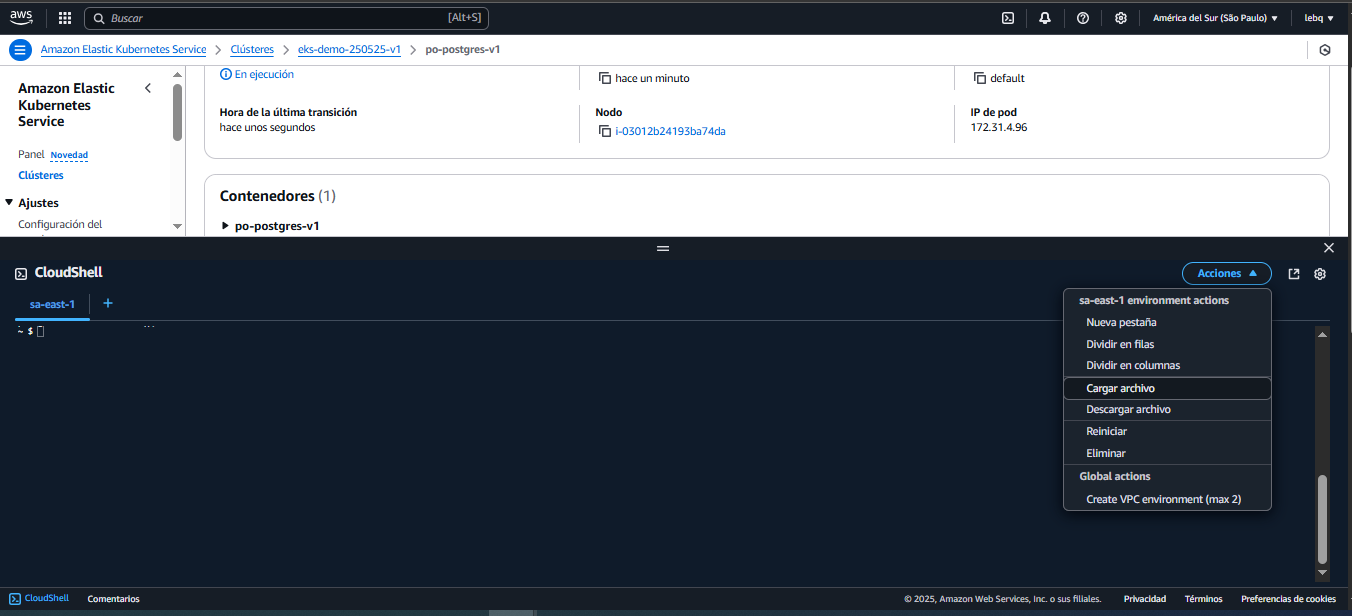 aws
Buscar
[Alt+S]
América del Sur (São Paulo)
lebq
Amazon Elastic Kubernetes Service
Clústeres
eks-demo-250525-v1
po-postgres-v1
Amazon Elastic Kubernetes Service
Panel Novedad
Clústeres
Ajustes
Configuración del
En ejecución
hace un minuto
default
Hora de la última transición
hace unos segundos
Nodo
i-03012b24193ba74da
IP de pod
172.31.4.96
Contenedores (1)
po-postgres-v1
CloudShell
Acciones
sa-east-1
+
~ $
sa-east-1 environment actions
Nueva pestaña
Dividir en filas
Dividir en columnas
Cargar archivo
Descargar archivo
Reiniciar
Eliminar
Global actions
Create VPC environment (max 2)
CloudShell
Comentarios
© 2025, Amazon Web Services, Inc. o sus filiales.
Privacidad
Términos
Preferencias de cookies